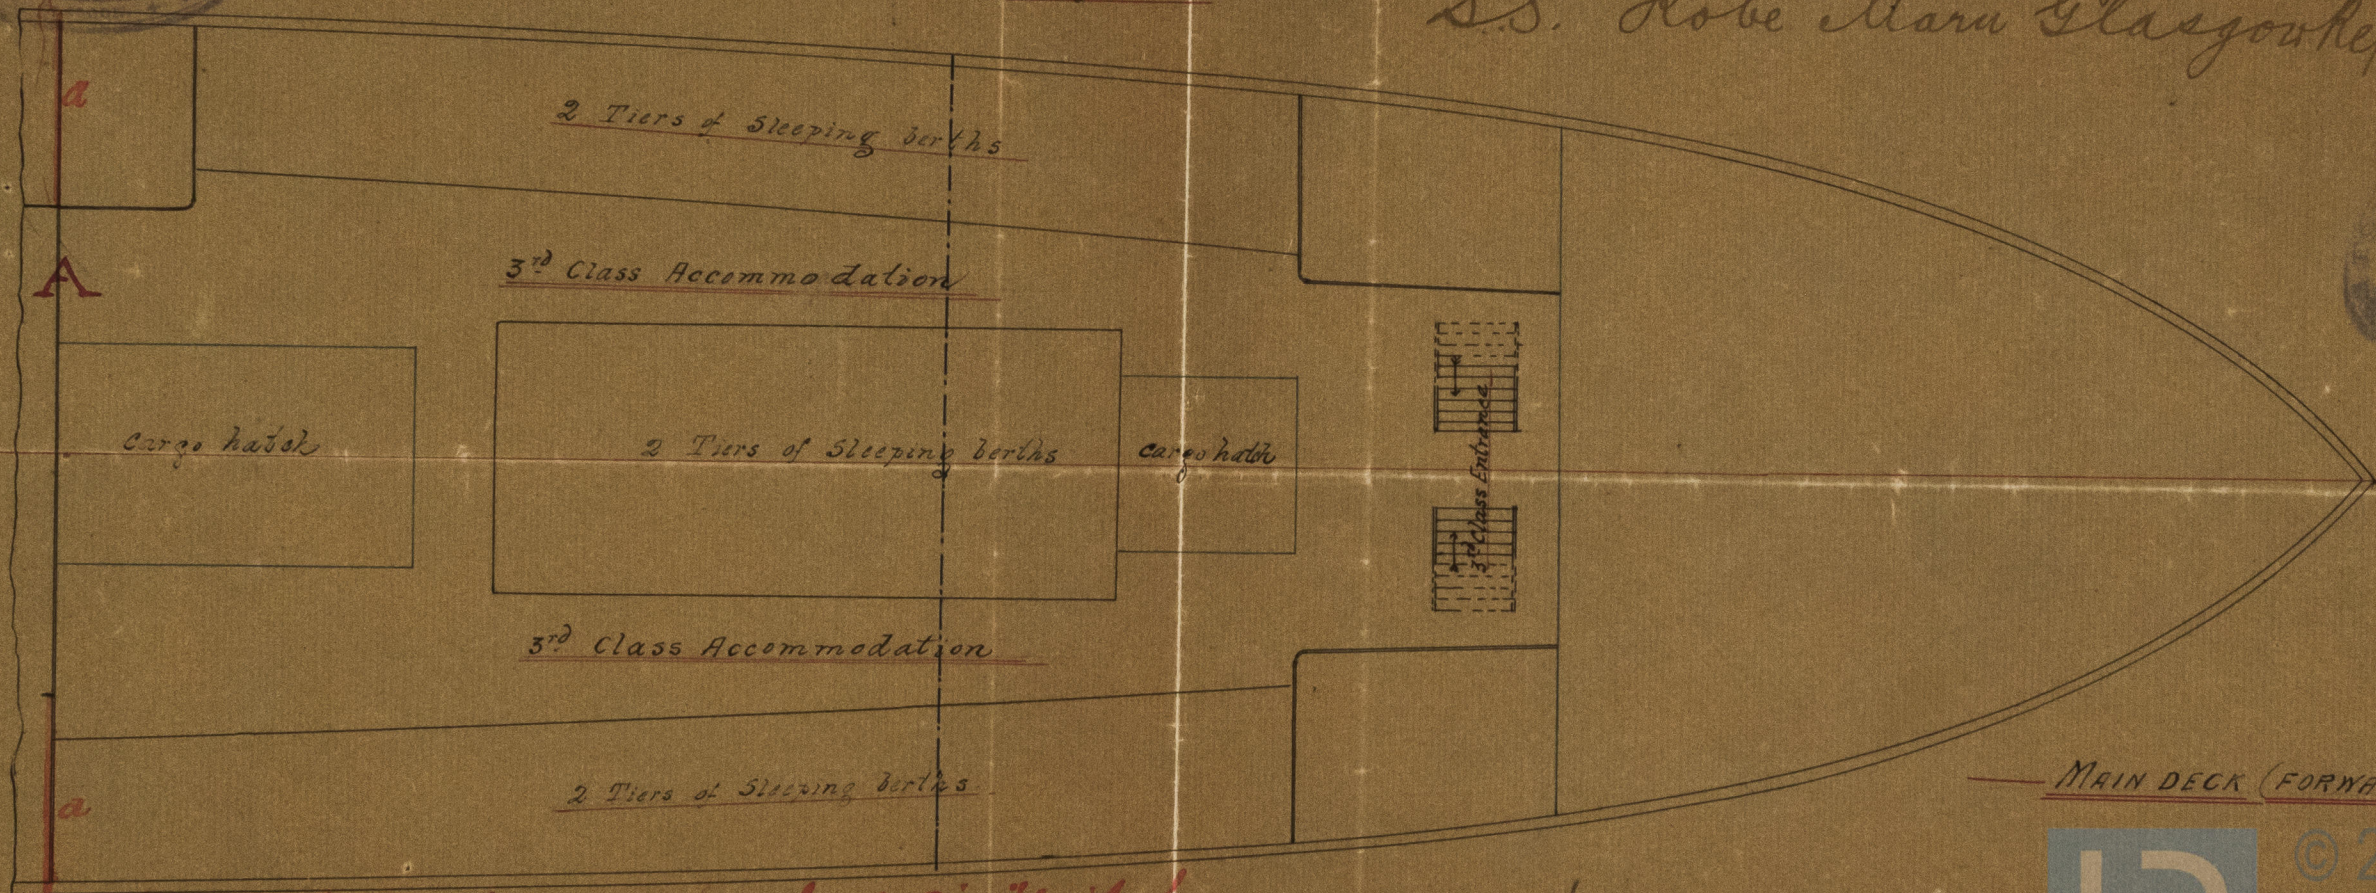 S.S. Kobe Maru Glasgow
a
2 Tiers of Sleeping berths
3rd Class Accommodation
A
cargo hatch
2 Tiers of Sleeping berths
cargo hatch
3rd Class Entrance
3rd Class Accommodation
2 Tiers of Sleeping berths
a
MAIN DECK (FORWA
© 2